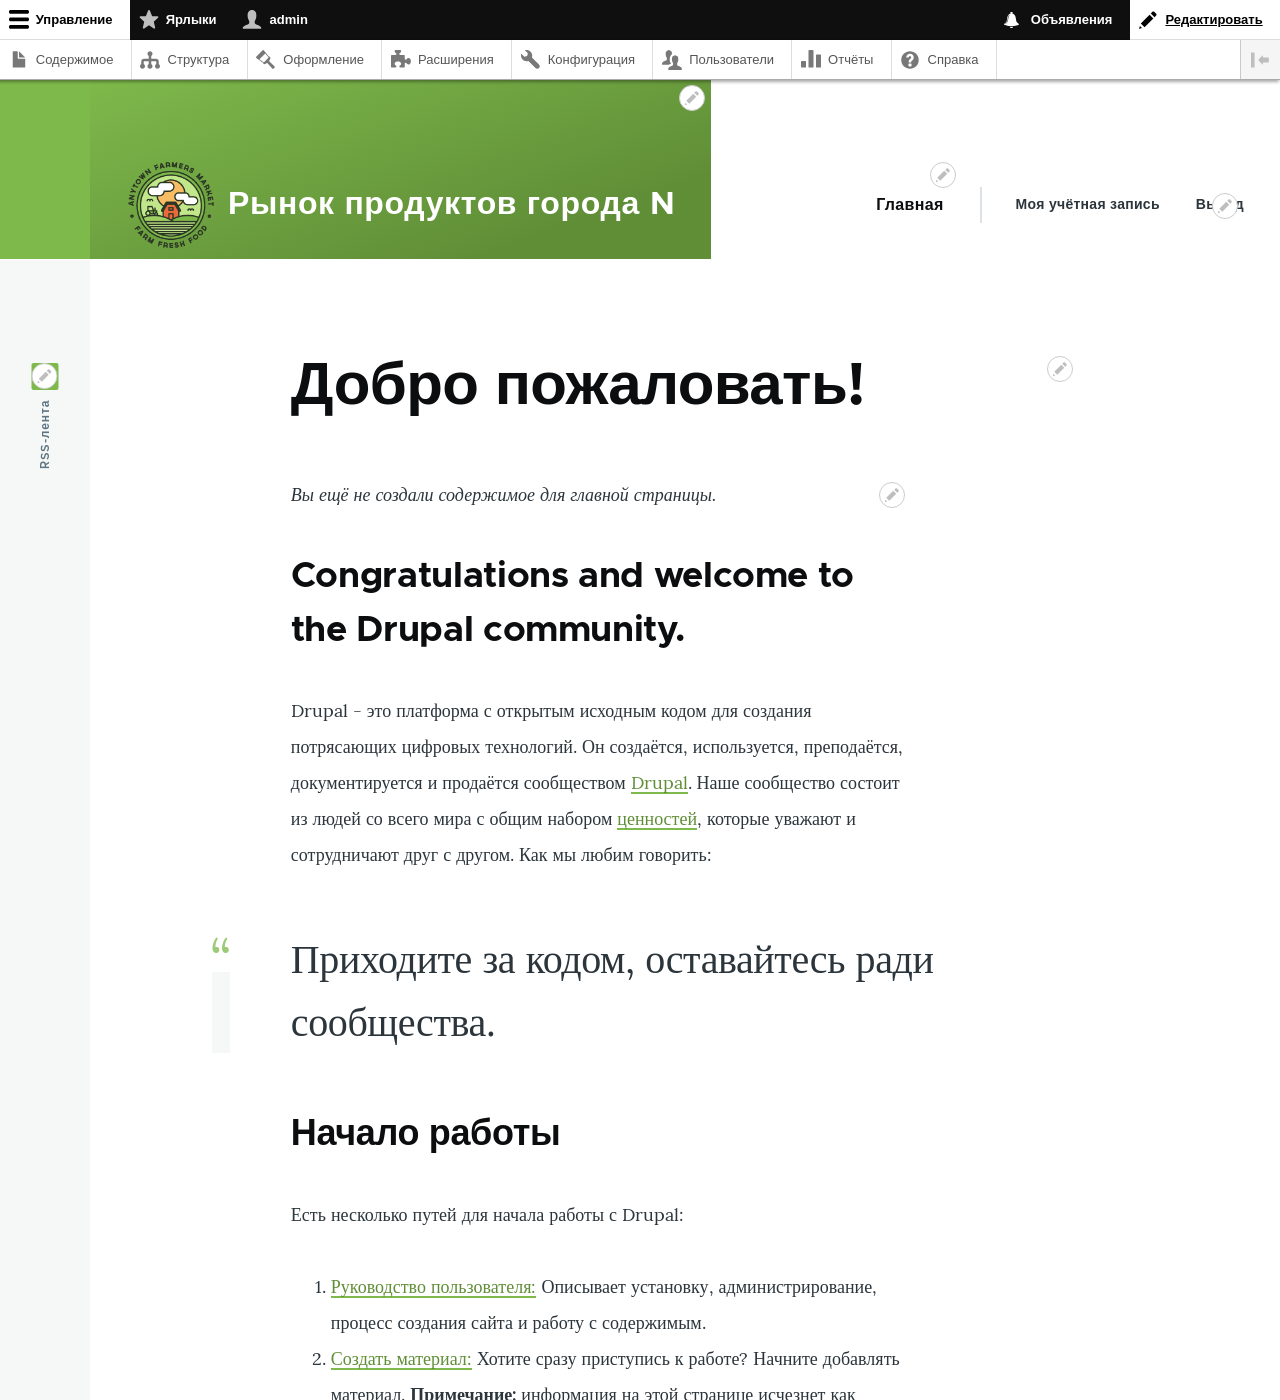 Управление
Ярлыки
admin
Объявления
Редактировать
Содержимое
Структура
Оформление
Расширения
Конфигурация
Пользователи
Отчёты
Справка
ANYTOWN FARMERS MARKET
FARM FRESH FOOD
Рынок продуктов города N
Главная
Моя учётная запись
RSS-лента
Добро пожаловать!
Вы ещё не создали содержимое для главной страницы.
Congratulations and welcome to
the Drupal community.
Drupal - это платформа с открытым исходным кодом для создания
потрясающих цифровых технологий. Он создаётся, используется, преподаётся,
документируется и продаётся сообществом Drupal. Наше сообщество состоит
из людей со всего мира с общим набором ценностей, которые уважают и
сотрудничают друг с другом. Как мы любим говорить:
“
Приходите за кодом, оставайтесь ради
сообщества.
Начало работы
Есть несколько путей для начала работы с Drupal:
1. Руководство пользователя: Описывает установку, администрирование,
процесс создания сайта и работу с содержимым.
2. Создать материал: Хотите сразу приступись к работе? Начните добавлять
материал. Примечание: информация на этой странице исчезнет как